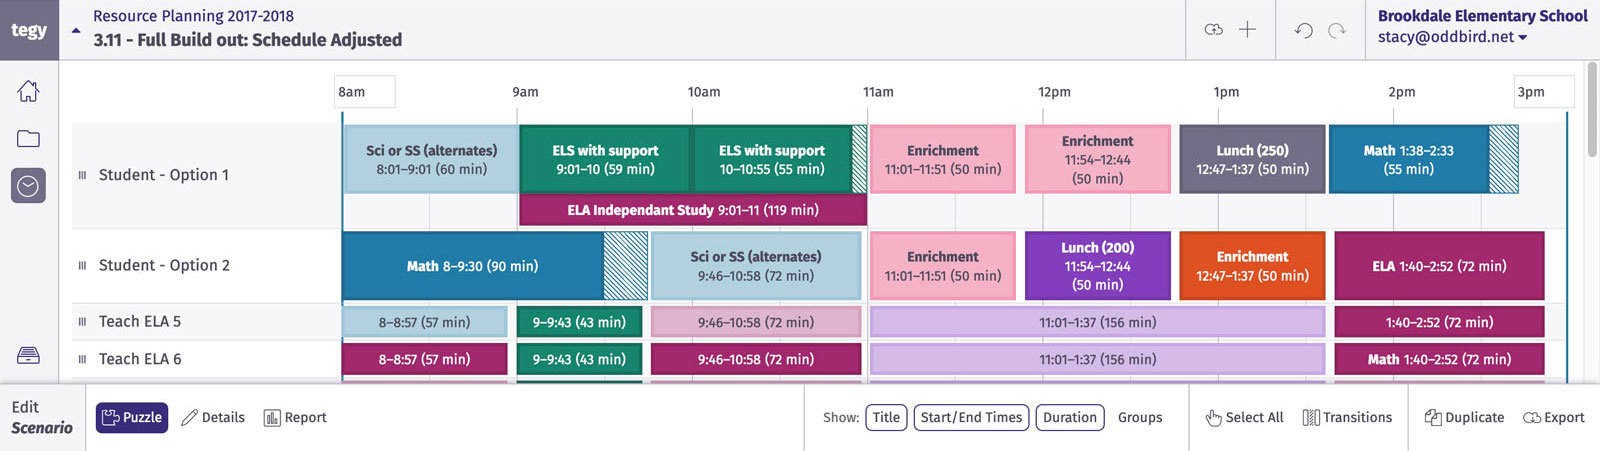 tegy
Resource Planning 2017-2018
3.11 - Full Build out: Schedule Adjusted
Brookdale Elementary School
stacy@oddbird.net
8am 9am 10am 11am 12pm 1pm 2pm 3pm
Student - Option 1
Sci or SS (alternates)
8:01–9:01 (60 min)
ELS with support
9:01–10 (59 min)
ELS with support
10–10:55 (55 min)
Enrichment
11:01–11:51 (50 min)
Enrichment
11:54–12:44
(50 min)
Lunch (250)
12:47–1:37 (50 min)
Math 1:38–2:33
(55 min)
ELA Independant Study 9:01–11 (119 min)
Student - Option 2
Math 8–9:30 (90 min)
Sci or SS (alternates)
9:46–10:58 (72 min)
Enrichment
11:01–11:51 (50 min)
Lunch (200)
11:54–12:44
(50 min)
Enrichment
12:47–1:37 (50 min)
ELA 1:40–2:52 (72 min)
Teach ELA 5
8–8:57 (57 min)
9–9:43 (43 min)
9:46–10:58 (72 min)
11:01–1:37 (156 min)
1:40–2:52 (72 min)
Teach ELA 6
8–8:57 (57 min)
9–9:43 (43 min)
9:46–10:58 (72 min)
11:01–1:37 (156 min)
Math 1:40–2:52 (72 min)
Edit
Scenario
Puzzle
Details
Report
Show: Title Start/End Times Duration Groups
Select All
Transitions
Duplicate
Export